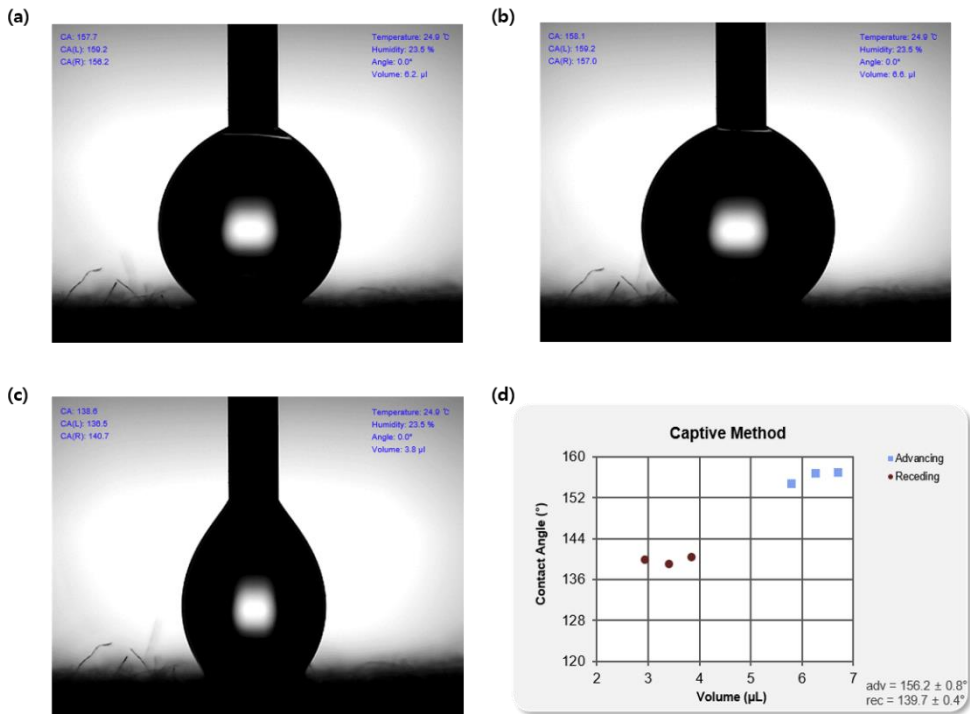 (a)
CA: 157.7
CA(L): 159.2
CA(R): 156.2
Temperature: 24.9 ℃
Humidity: 23.5 %
Angle: 0.0°
Volume: 6.2. µl
(b)
CA: 158.1
CA(L): 159.2
CA(R): 157.0
Temperature: 24.9 ℃
Humidity: 23.5 %
Angle: 0.0°
Volume: 6.6. µl
(c)
CA: 138.6
CA(L): 136.5
CA(R): 140.7
Temperature: 24.9 ℃
Humidity: 23.5 %
Angle: 0.0°
Volume: 3.8 µl
(d)
Captive Method
Contact Angle (°)
160
152
144
136
128
120
2 3 4 5 6 7
Volume (µL)
Advancing
Receding
adv = 156.2 ± 0.8°
rec = 139.7 ± 0.4°